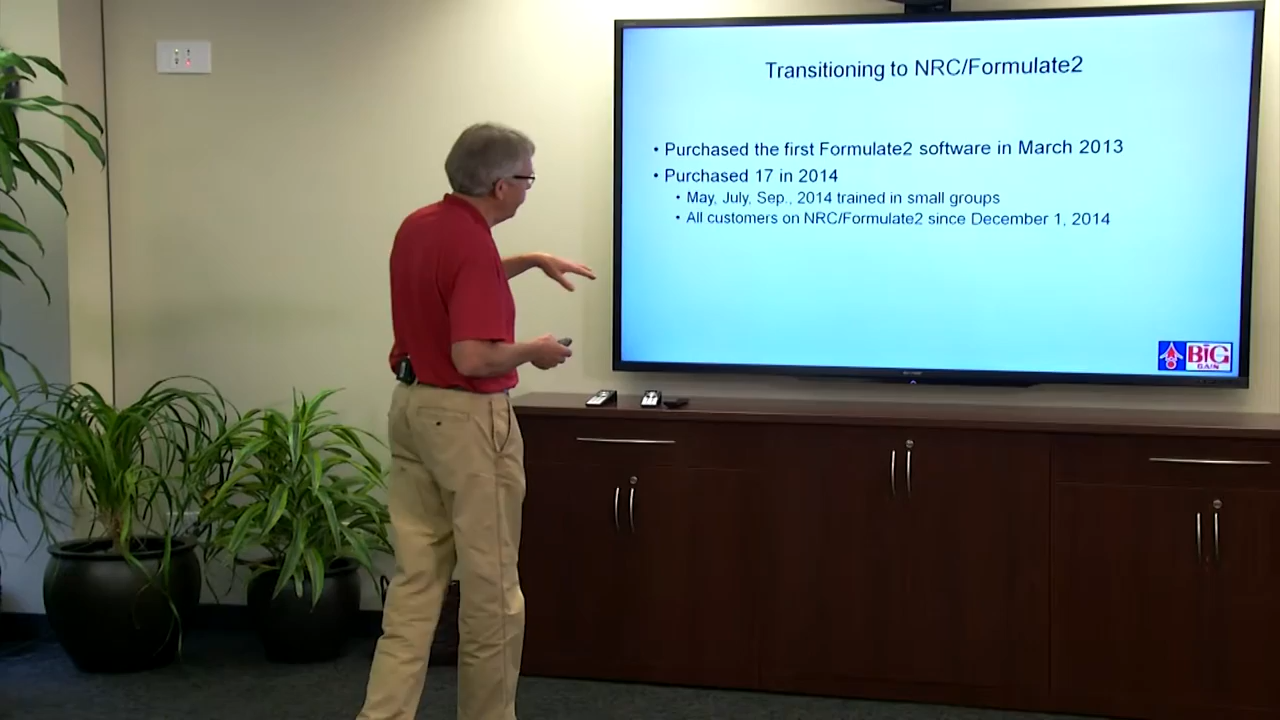 Transitioning to NRC/Formulate2
• Purchased the first Formulate2 software in March 2013
• Purchased 17 in 2014
• May, July, Sep., 2014 trained in small groups
• All customers on NRC/Formulate2 since December 1, 2014
BiG
GAIN